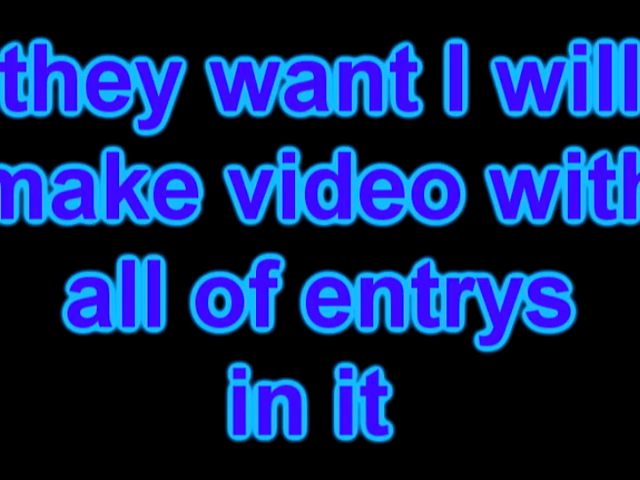 they want I will
make video with
all of entrys
in it